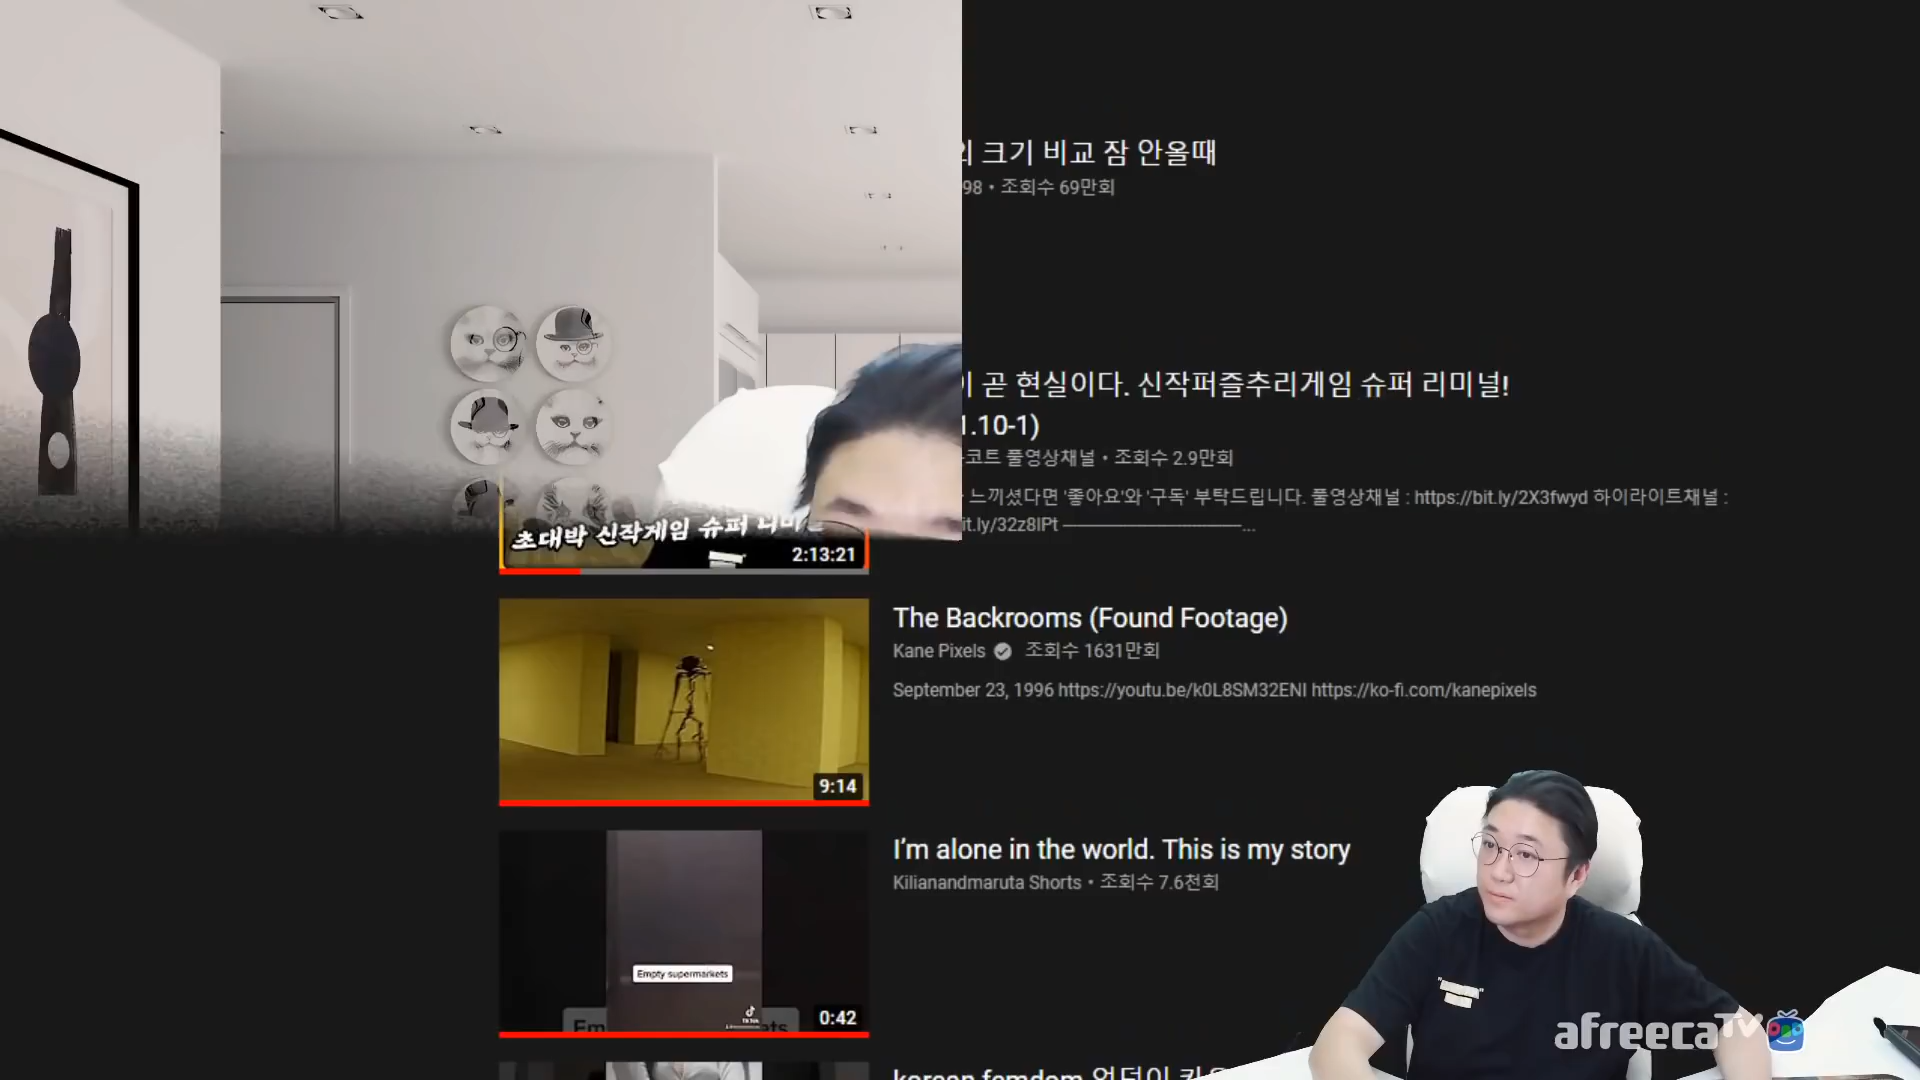 크기 비교 잠 안올때
98 • 조회수 69만회
곧 현실이다. 신작퍼즐추리게임 슈퍼 리미널!
1.10-1)
코트 풀영상채널 • 조회수 2.9만회
느끼셨다면 '좋아요'와 '구독' 부탁드립니다. 풀영상채널 : https://bit.ly/2X3fwyd 하이라이트채널 :
it.ly/32z8lPt ------------------------------------...
초대박 신작게임 슈퍼
2:13:21
The Backrooms (Found Footage)
Kane Pixels 조회수 1631만회
September 23, 1996 https://youtu.be/k0L8SM32ENI https://ko-fi.com/kanepixels
9:14
I'm alone in the world. This is my story
Kilianandmaruta Shorts • 조회수 7.6천회
Empty supermarkets
0:42
korean femdom
afreecaTV